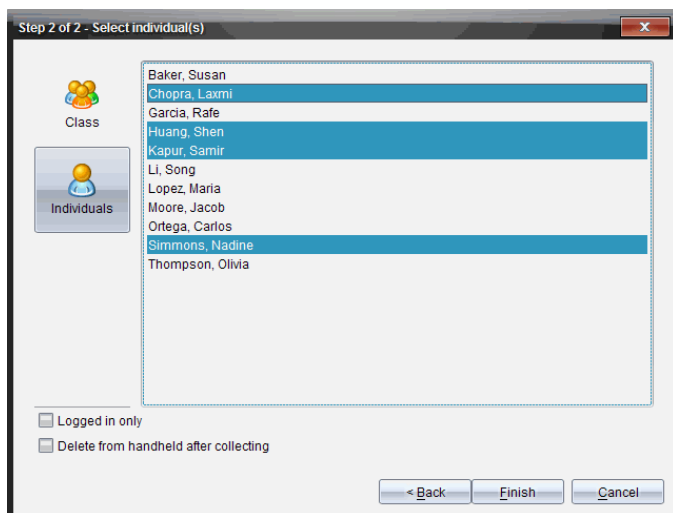 Step 2 of 2 - Select individual(s)
Class
Individuals
Baker, Susan
Chopra, Laxmi
Garcia, Rafe
Huang, Shen
Kapur, Samir
Li, Song
Lopez, Maria
Moore, Jacob
Ortega, Carlos
Simmons, Nadine
Thompson, Olivia
Logged in only
Delete from handheld after collecting
< Back Finish Cancel